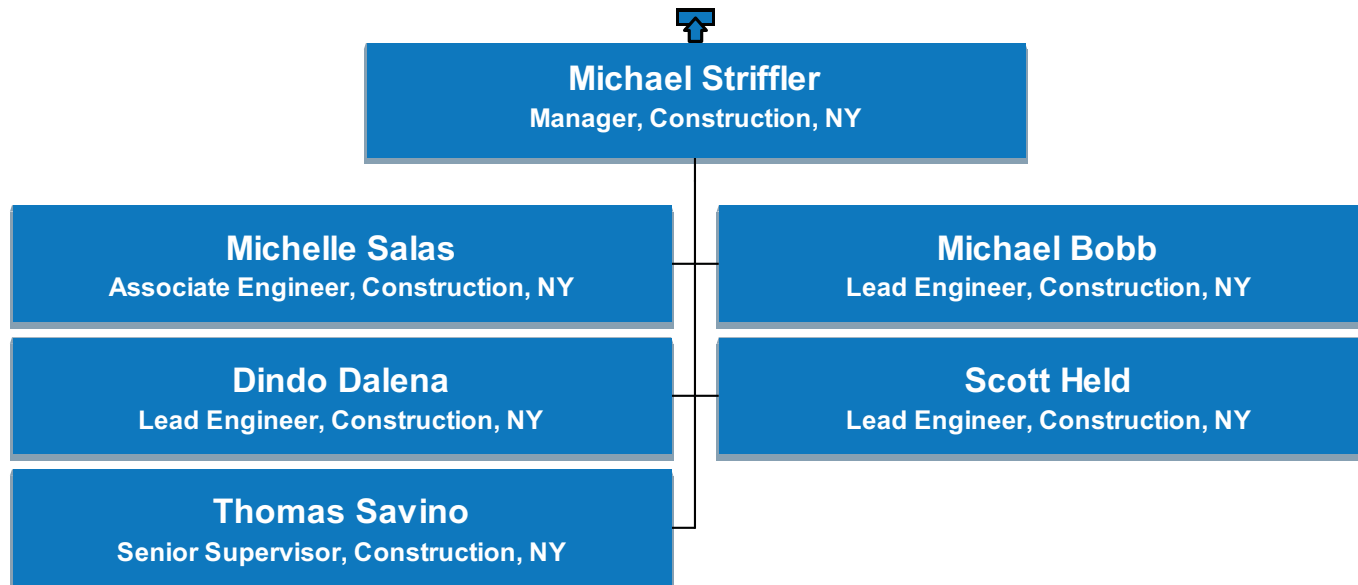 Michael Striffler
Manager, Construction, NY
Michelle Salas
Associate Engineer, Construction, NY
Michael Bobb
Lead Engineer, Construction, NY
Dindo Dalena
Lead Engineer, Construction, NY
Scott Held
Lead Engineer, Construction, NY
Thomas Savino
Senior Supervisor, Construction, NY